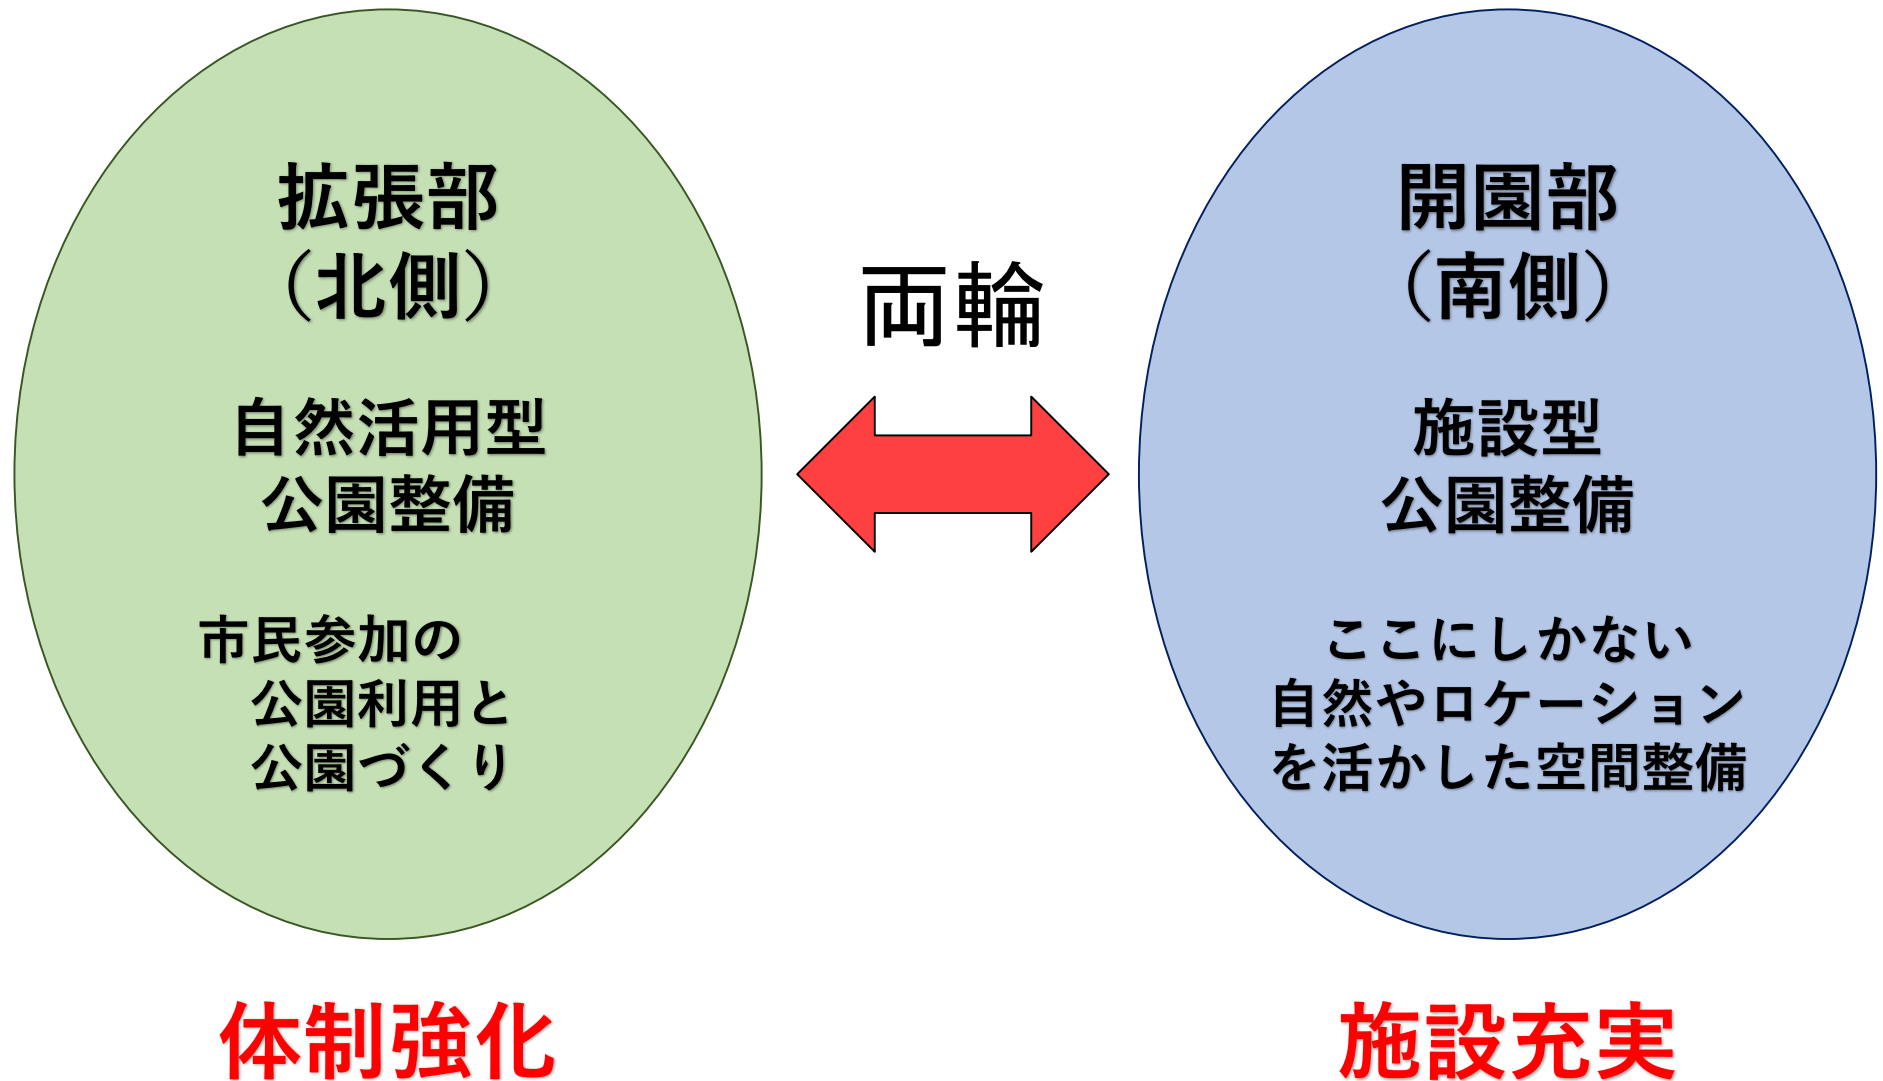 拡張部
（北側）
自然活用型
公園整備
市民参加の
公園利用と
公園づくり
体制強化
両輪
開園部
（南側）
施設型
公園整備
ここにしかない
自然やロケーション
を活かした空間整備
施設充実